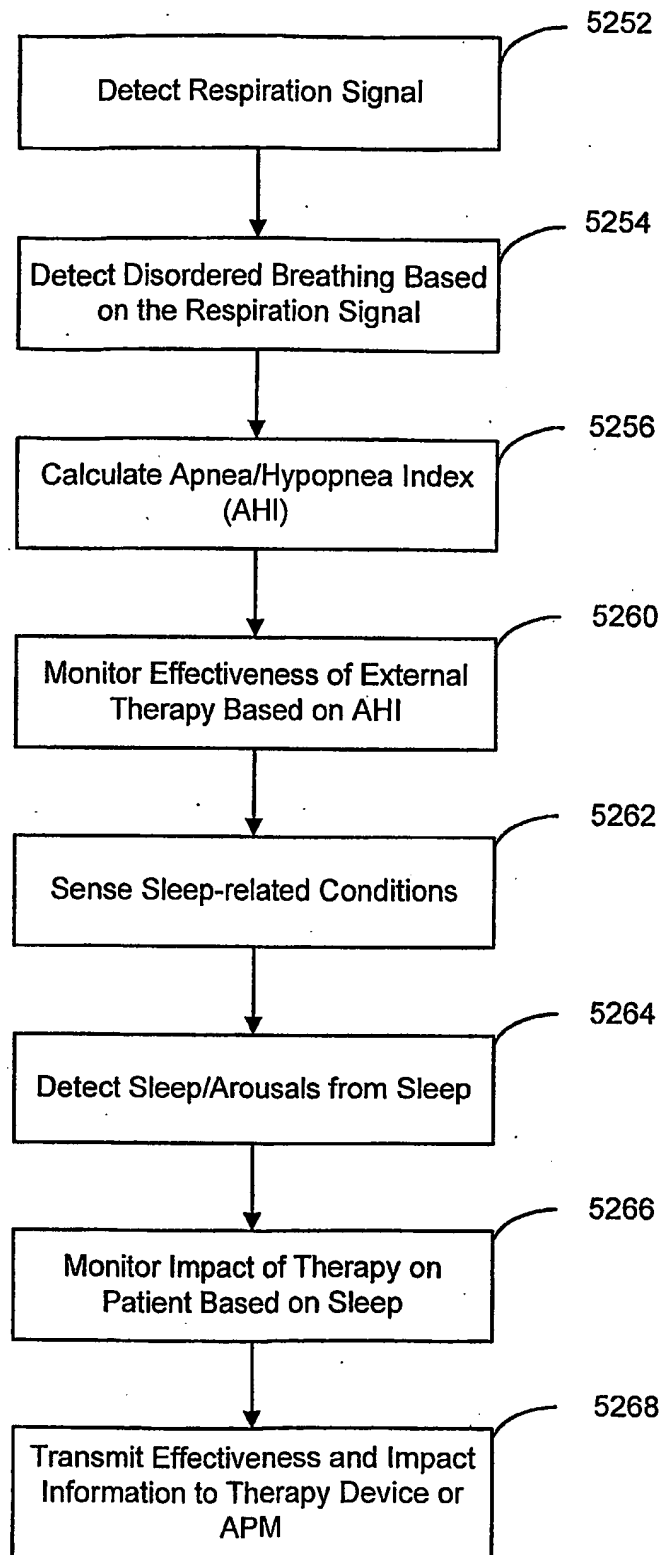 5252
Detect Respiration Signal
5254
Detect Disordered Breathing Based
on the Respiration Signal
5256
Calculate Apnea/Hypopnea Index
(AHI)
5260
Monitor Effectiveness of External
Therapy Based on AHI
5262
Sense Sleep-related Conditions
5264
Detect Sleep/Arousals from Sleep
5266
Monitor Impact of Therapy on
Patient Based on Sleep
5268
Transmit Effectiveness and Impact
Information to Therapy Device or
APM